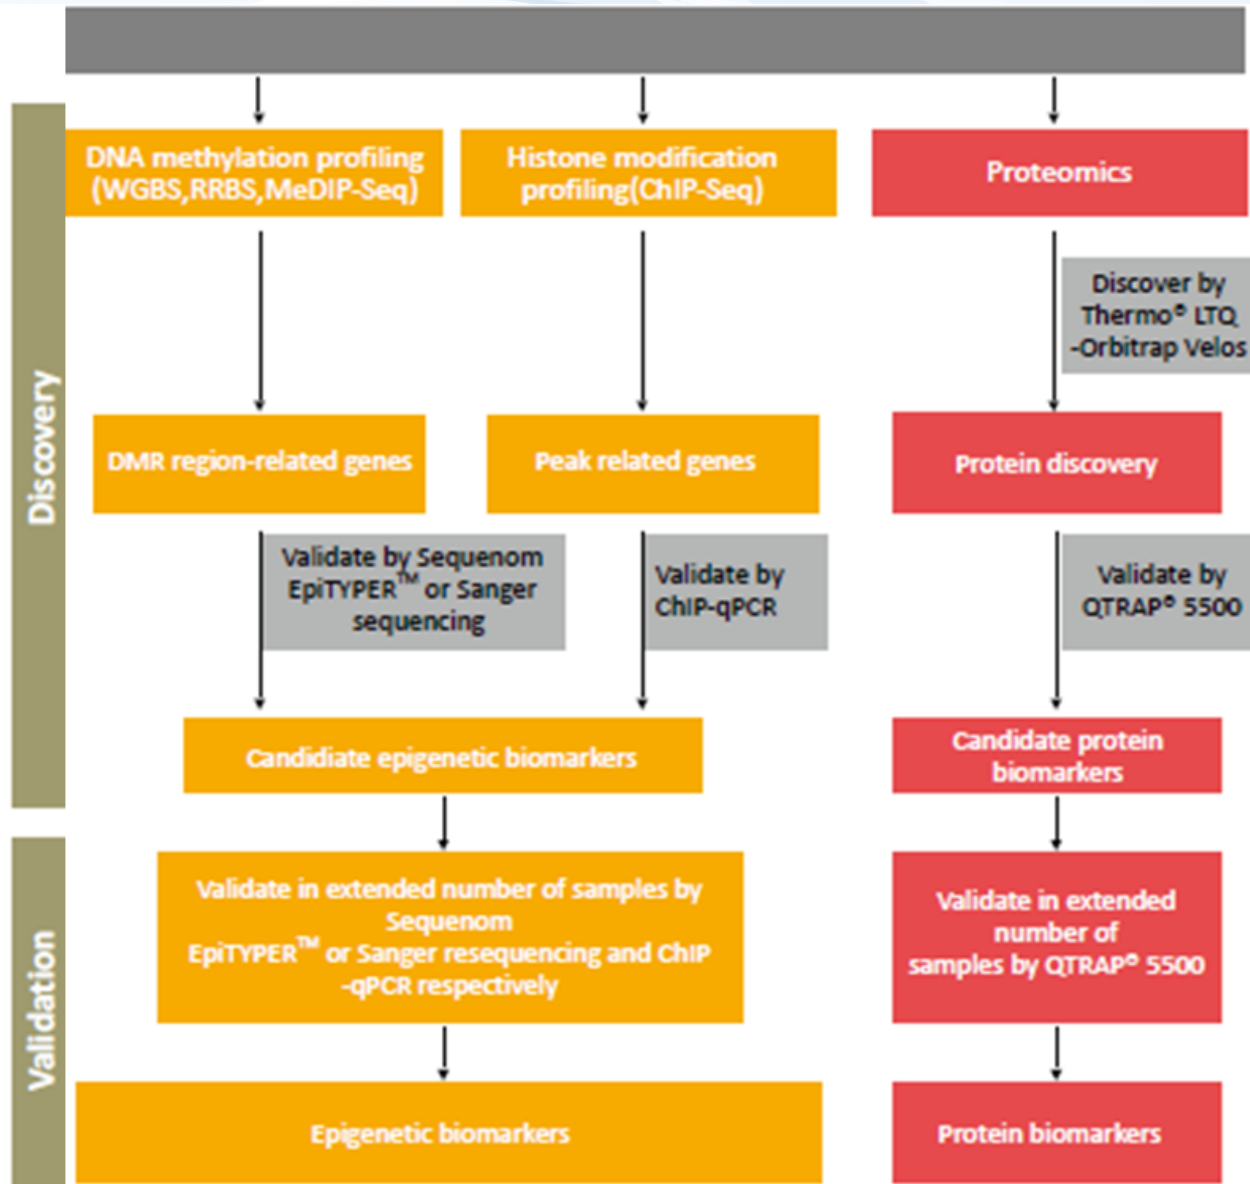 DNA methylation profiling
(WGBS,RRBS,MeDIP-Seq)
Histone modification
profiling(ChIP-Seq)
Proteomics
Discover by
Thermo® LTQ
-Orbitrap Velos
Discovery
DMR region-related genes
Peak related genes
Protein discovery
Validate by Sequenom
EpiTYPER™ or Sanger
sequencing
Validate by
ChIP-qPCR
Validate by
QTRAP® 5500
Candidiate epigenetic biomarkers
Candidate protein
biomarkers
Validation
Validate in extended number of samples by
Sequenom
EpiTYPER™ or Sanger resequencing and ChIP
-qPCR respectively
Validate in extended
number of
samples by QTRAP® 5500
Epigenetic biomarkers
Protein biomarkers